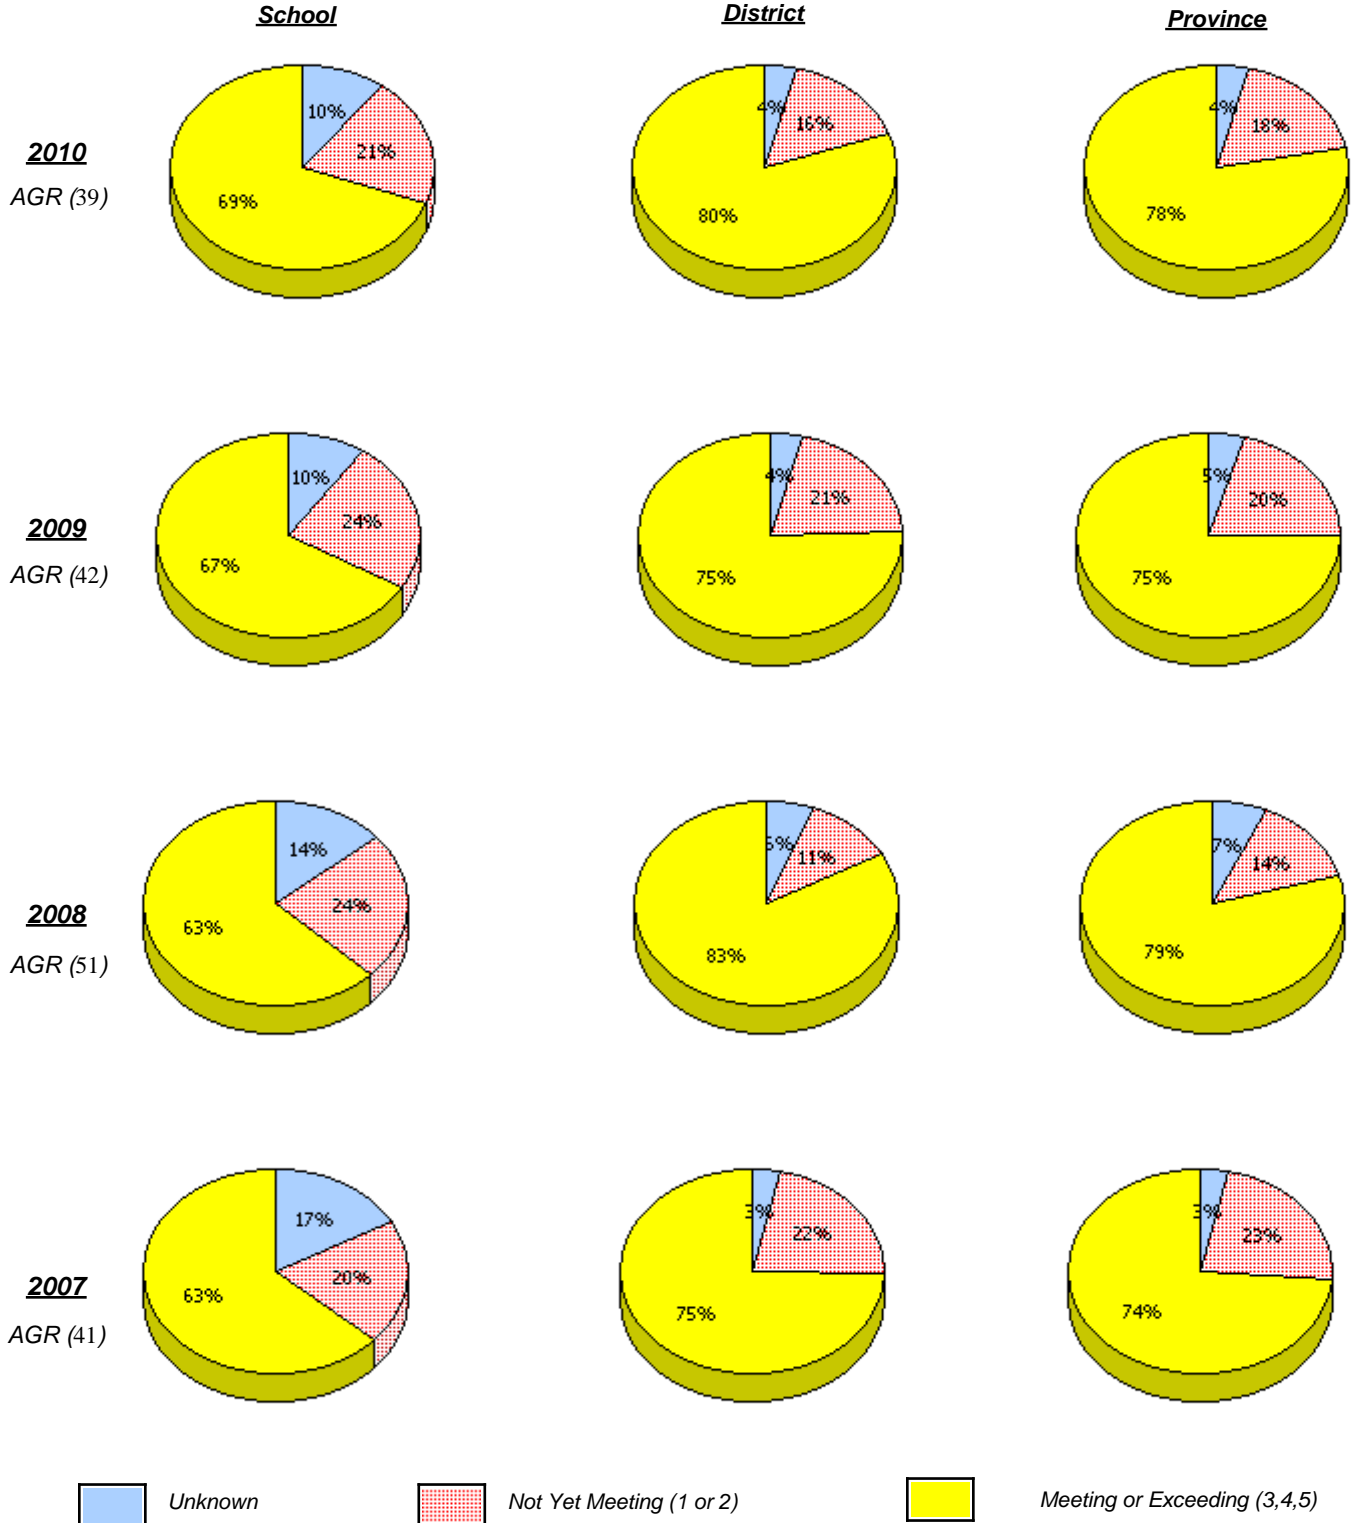 School District Province
10% 4% 4%
16% 18%
2010 21%
AGR (39) 69% 80% 78%
10% 4% 5%
21% 20%
2009 24%
AGR (42) 67% 75% 75%
14% 7%
11% 14%
2008 24%
63% 83% 79%
AGR (51)
17% 3% 3%
22% 23%
2007 20%
63% 75% 74%
AGR (41)
Unknown Not Yet Meeting (1 or 2) Meeting or Exceeding (3,4,5)